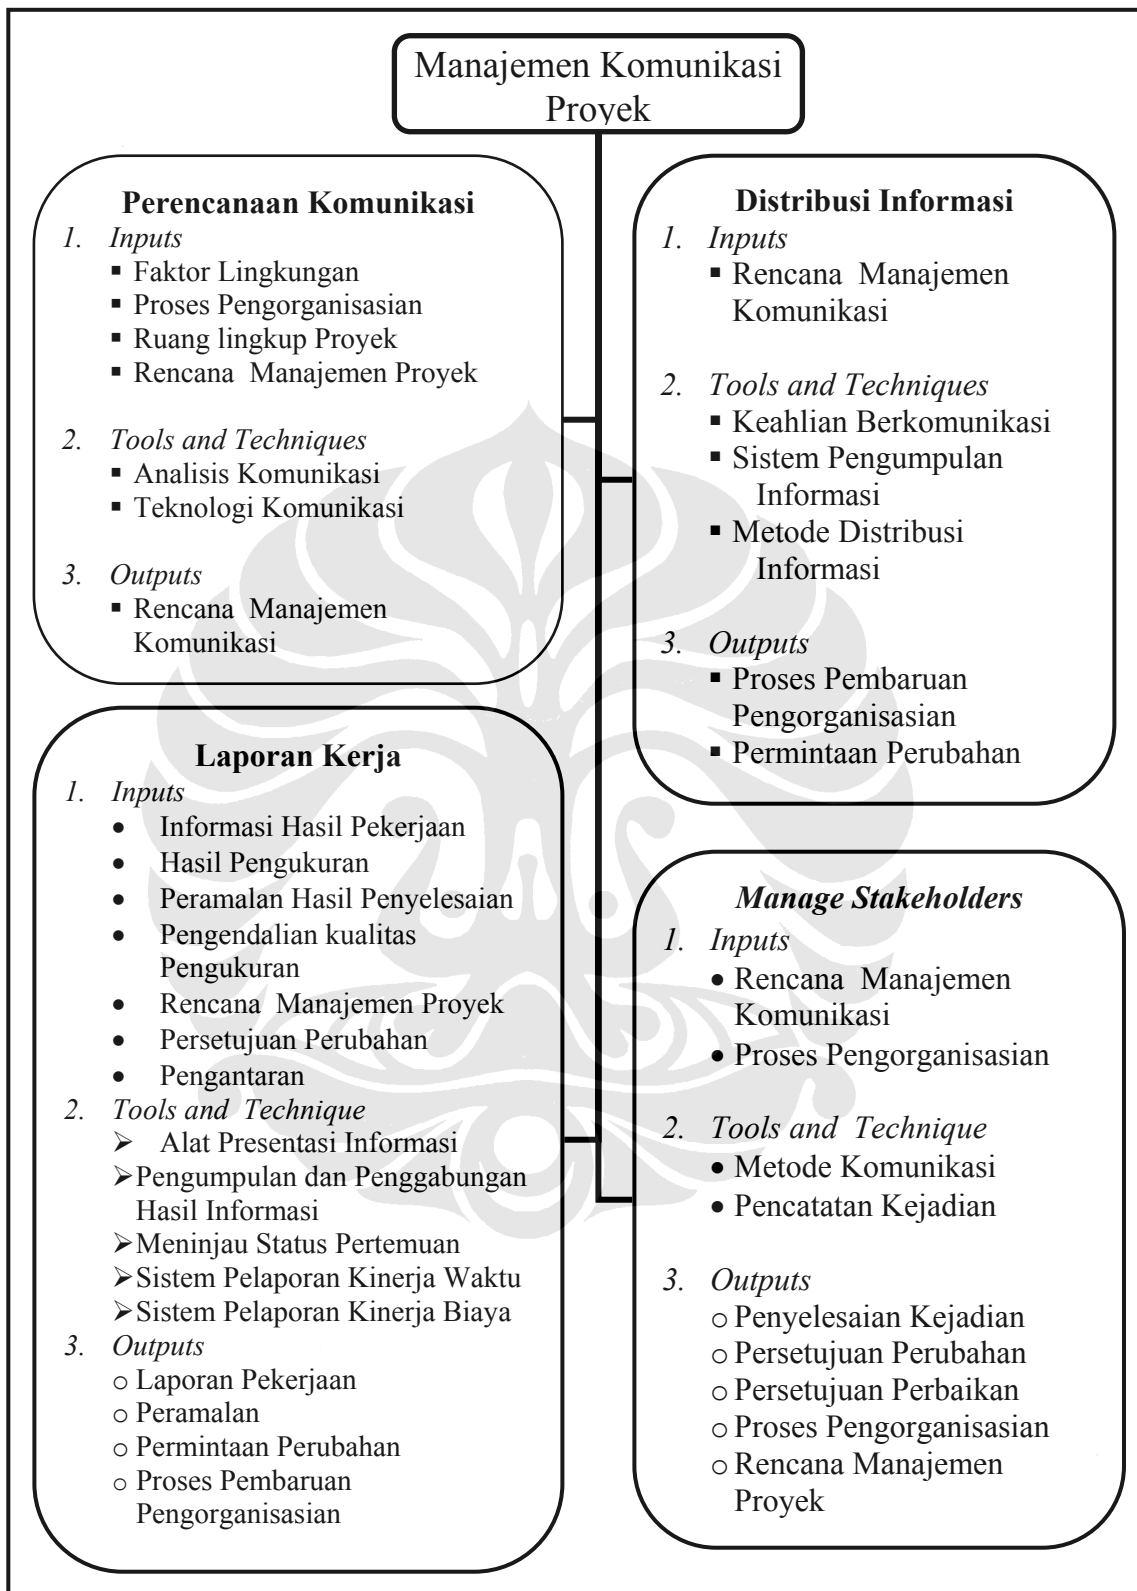 Manajemen Komunikasi
Proyek
Perencanaan Komunikasi
1. Inputs
▪ Faktor Lingkungan
▪ Proses Pengorganisasian
▪ Ruang lingkup Proyek
▪ Rencana Manajemen Proyek
2. Tools and Techniques
▪ Analisis Komunikasi
▪ Teknologi Komunikasi
3. Outputs
▪ Rencana Manajemen
Komunikasi
Distribusi Informasi
1. Inputs
▪ Rencana Manajemen
Komunikasi
2. Tools and Techniques
▪ Keahlian Berkomunikasi
▪ Sistem Pengumpulan
Informasi
▪ Metode Distribusi
Informasi
3. Outputs
▪ Proses Pembaruan
Pengorganisasian
▪ Permintaan Perubahan
Laporan Kerja
1. Inputs
• Informasi Hasil Pekerjaan
• Hasil Pengukuran
• Peramalan Hasil Penyelesaian
• Pengendalian kualitas
Pengukuran
• Rencana Manajemen Proyek
• Persetujuan Perubahan
• Pengantaran
2. Tools and Technique
➢ Alat Presentasi Informasi
➢ Pengumpulan dan Penggabungan
Hasil Informasi
➢ Meninjau Status Pertemuan
➢ Sistem Pelaporan Kinerja Waktu
➢ Sistem Pelaporan Kinerja Biaya
3. Outputs
o Laporan Pekerjaan
o Peramalan
o Permintaan Perubahan
o Proses Pembaruan
Pengorganisasian
Manage Stakeholders
1. Inputs
• Rencana Manajemen
Komunikasi
• Proses Pengorganisasian
2. Tools and Technique
• Metode Komunikasi
• Pencatatan Kejadian
3. Outputs
o Penyelesaian Kejadian
o Persetujuan Perubahan
o Persetujuan Perbaikan
o Proses Pengorganisasian
o Rencana Manajemen
Proyek